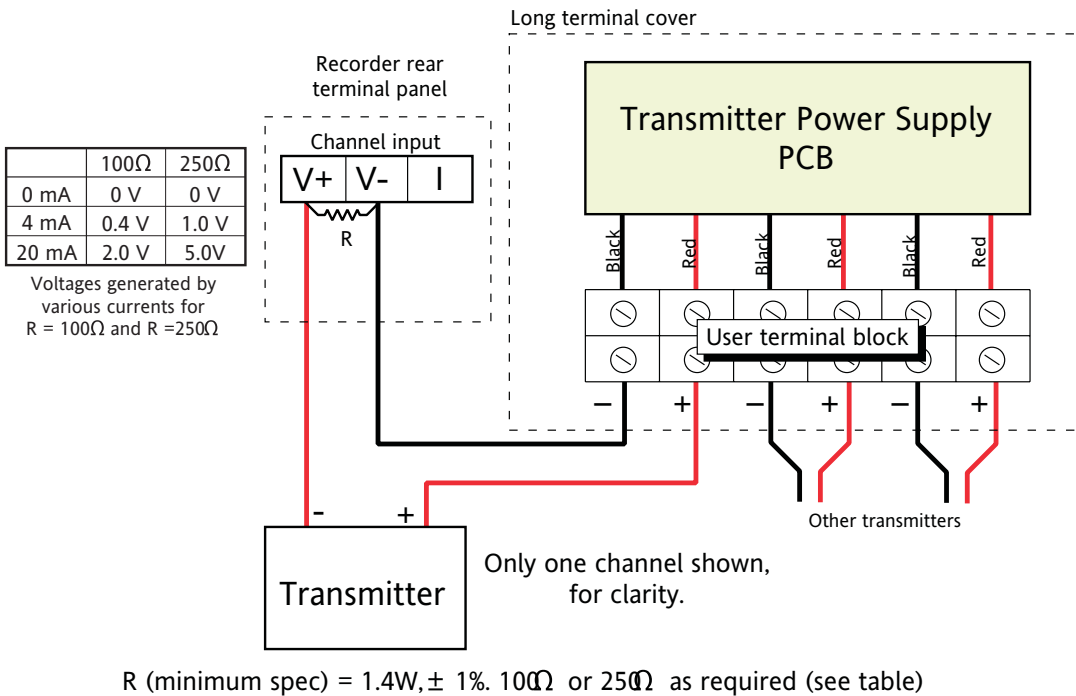 Long terminal cover
Recorder rear
terminal panel
Channel input
V+ V- I
R
100Ω 250Ω
0 mA 0 V 0 V
4 mA 0.4 V 1.0 V
20 mA 2.0 V 5.0V
Voltages generated by
various currents for
R = 100Ω and R =250Ω
Transmitter Power Supply
PCB
Black Red Black Red Black Red
User terminal block
− + − + − +
Other transmitters
- +
Transmitter
Only one channel shown,
for clarity.
R (minimum spec) = 1.4W, ± 1%. 100Ω or 250Ω as required (see table)